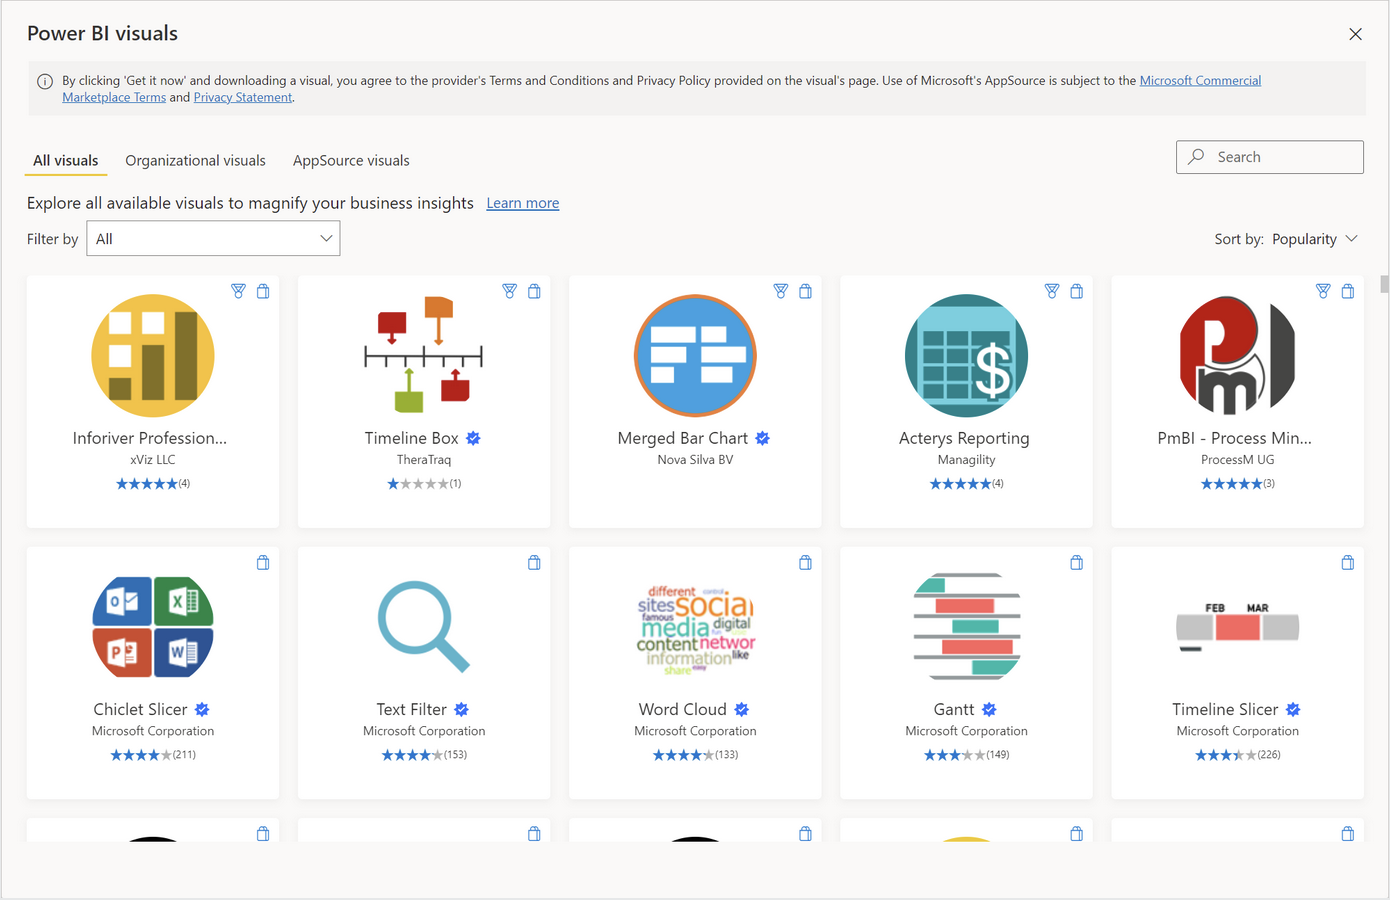 Power BI visuals
By clicking 'Get it now' and downloading a visual, you agree to the provider's Terms and Conditions and Privacy Policy provided on the visual's page. Use of Microsoft's AppSource is subject to the Microsoft Commercial
Marketplace Terms and Privacy Statement.
All visuals
Organizational visuals
AppSource visuals
Search
Explore all available visuals to magnify your business insights Learn more
Filter by
All
Sort by: Popularity
Inforiver Profession...
xViz LLC
(4)
Timeline Box
TheraTraq
(1)
Merged Bar Chart
Nova Silva BV
$
Acterys Reporting
Managility
(4)
Pm
PmBI - Process Min...
ProcessM UG
(3)
O
X
P
W
Chiclet Slicer
Microsoft Corporation
(211)
Text Filter
Microsoft Corporation
(153)
different control
sites social
famous
media digital
fun
content networ
information like
share easy
Word Cloud
Microsoft Corporation
(133)
Gantt
Microsoft Corporation
(149)
FEB MAR
Timeline Slicer
Microsoft Corporation
(226)